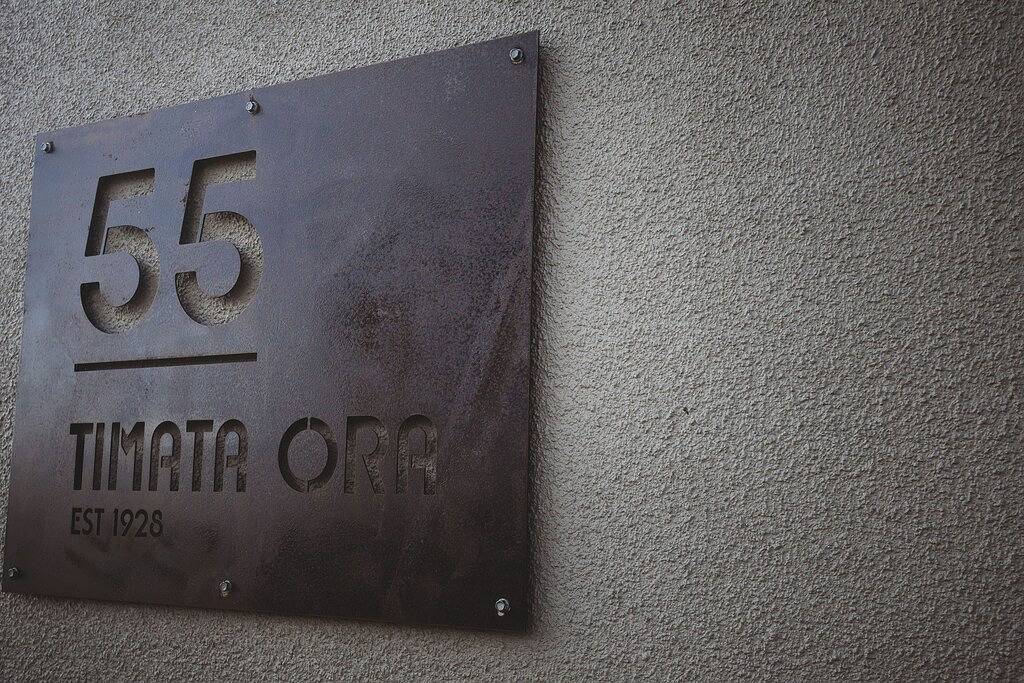 55
TIMATA ORA
EST 1928